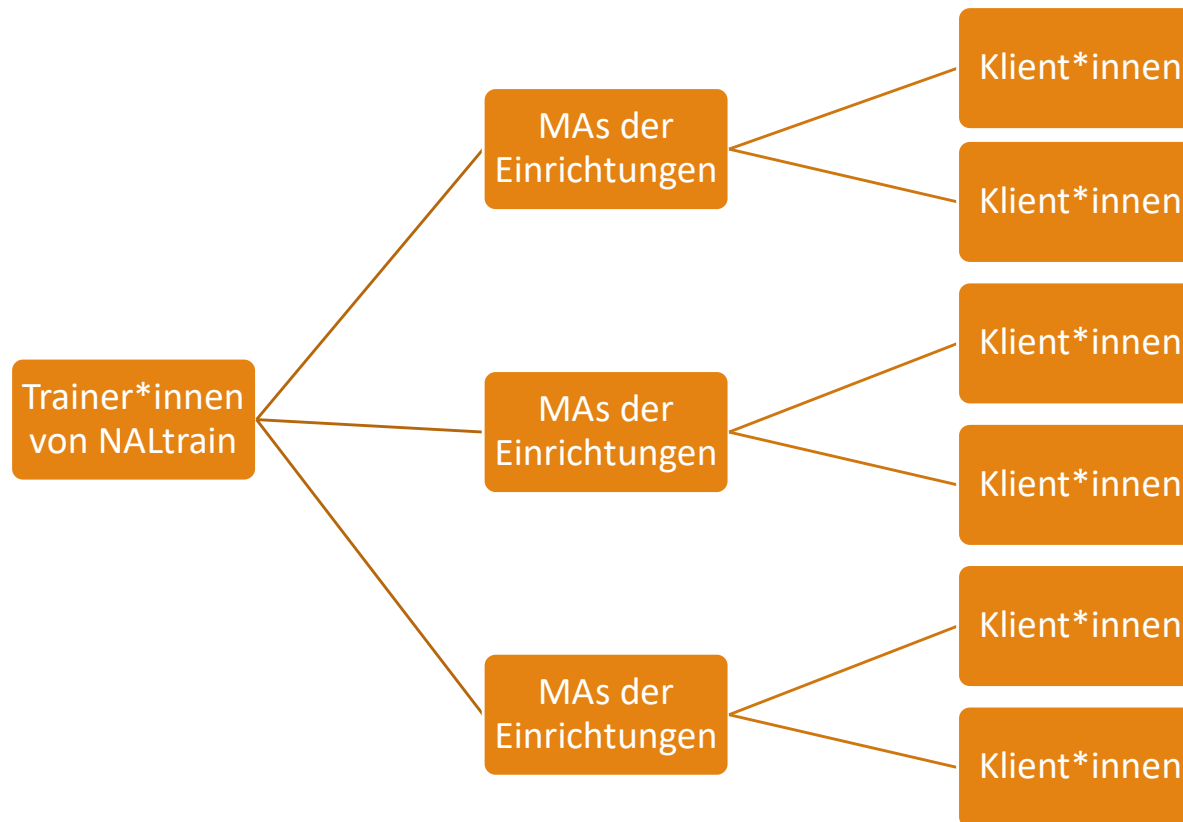 Trainer*innen
von NALtrain
MAs der
Einrichtungen
Klient*innen
Klient*innen
MAs der
Einrichtungen
Klient*innen
Klient*innen
MAs der
Einrichtungen
Klient*innen
Klient*innen